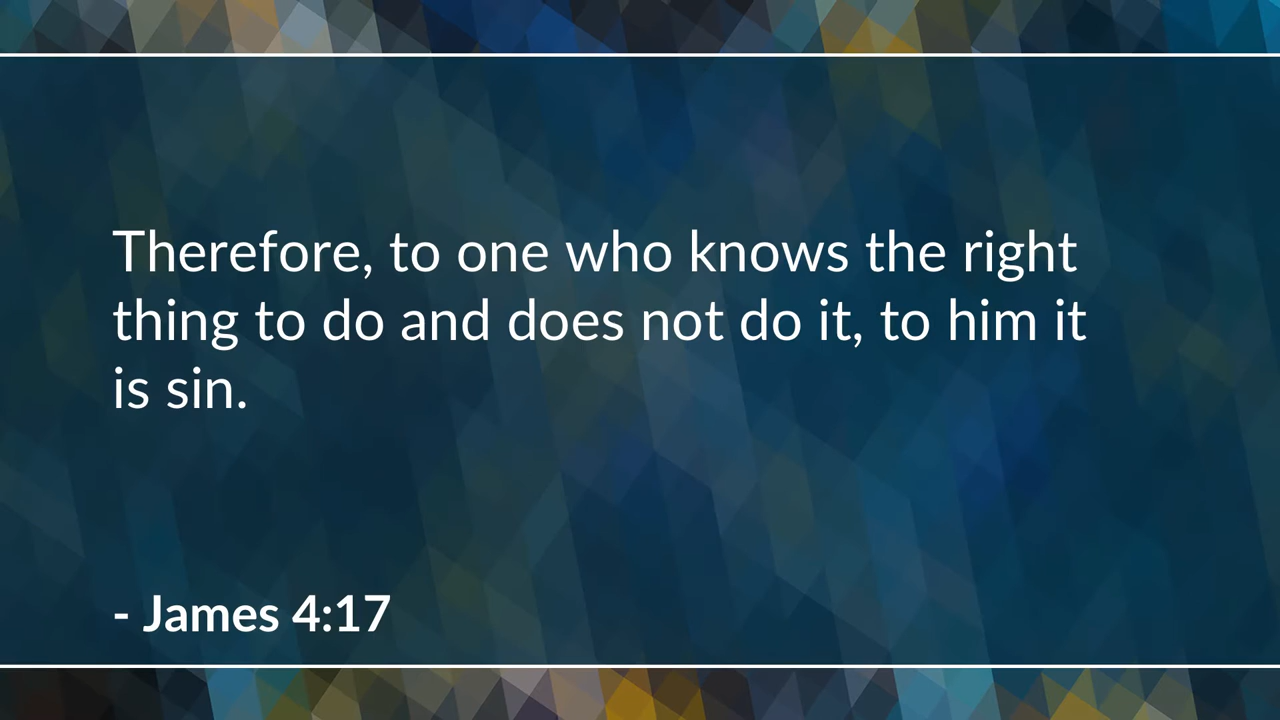 Therefore, to one who knows the right
thing to do and does not do it, to him it
is sin.
- James 4:17